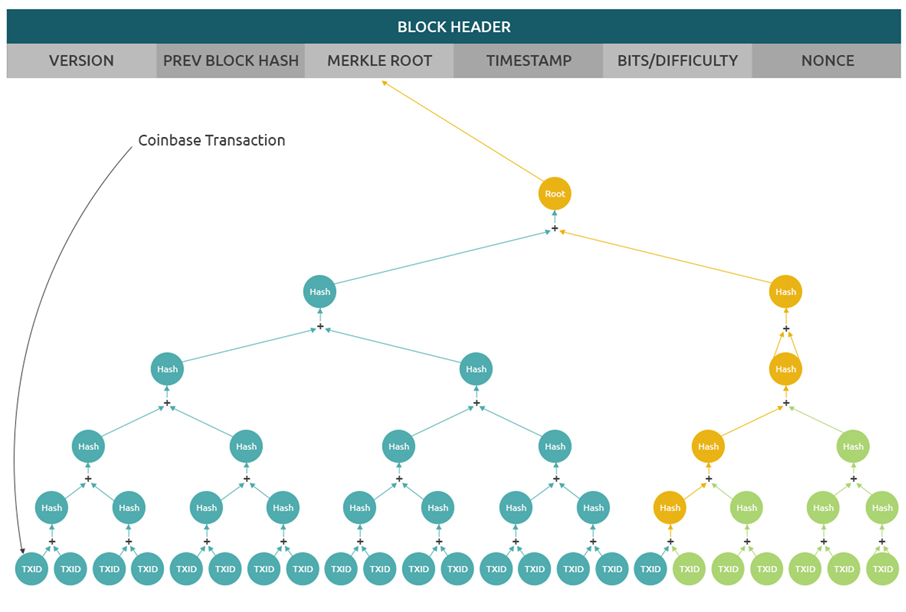 BLOCK HEADER
VERSION PREV BLOCK HASH MERKLE ROOT TIMESTAMP BITS/DIFFICULTY NONCE
Coinbase Transaction
Root
+
Hash Hash
+ +
Hash Hash Hash
+ + +
Hash Hash Hash Hash Hash Hash
+ + + + + +
Hash Hash Hash Hash Hash Hash Hash Hash Hash Hash Hash Hash
+ + + + + + + + + + + +
TXID TXID TXID TXID TXID TXID TXID TXID TXID TXID TXID TXID TXID TXID TXID TXID TXID TXID TXID TXID TXID TXID TXID